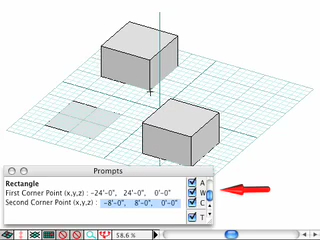 Prompts
Rectangle
First Corner Point (x,y,z) : -24'-0", 24'-0", 0'-0"
A
W
Second Corner Point (x,y,z) : -8'-0", 8'-0", 0'-0"
C
T
58.6%